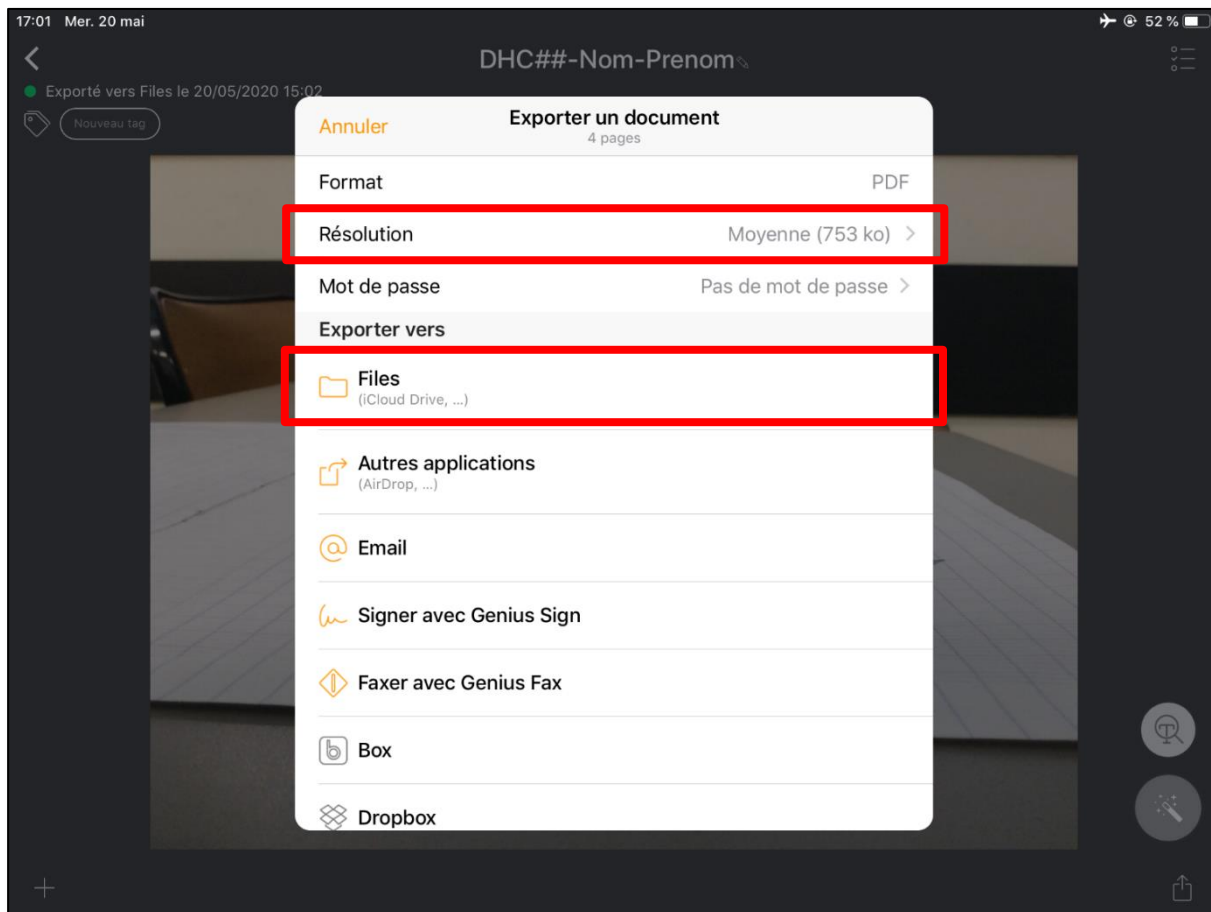 17:01 Mer. 20 mai
52 %
DHC##-Nom-Prenom
Exporté vers Files le 20/05/2020 15:02
Nouveau tag
Annuler
Exporter un document
4 pages
Format
PDF
Résolution
Moyenne (753 ko)
Mot de passe
Pas de mot de passe
Exporter vers
Files
(iCloud Drive, ...)
Autres applications
(AirDrop, ...)
Email
Signer avec Genius Sign
Faxer avec Genius Fax
Box
Dropbox